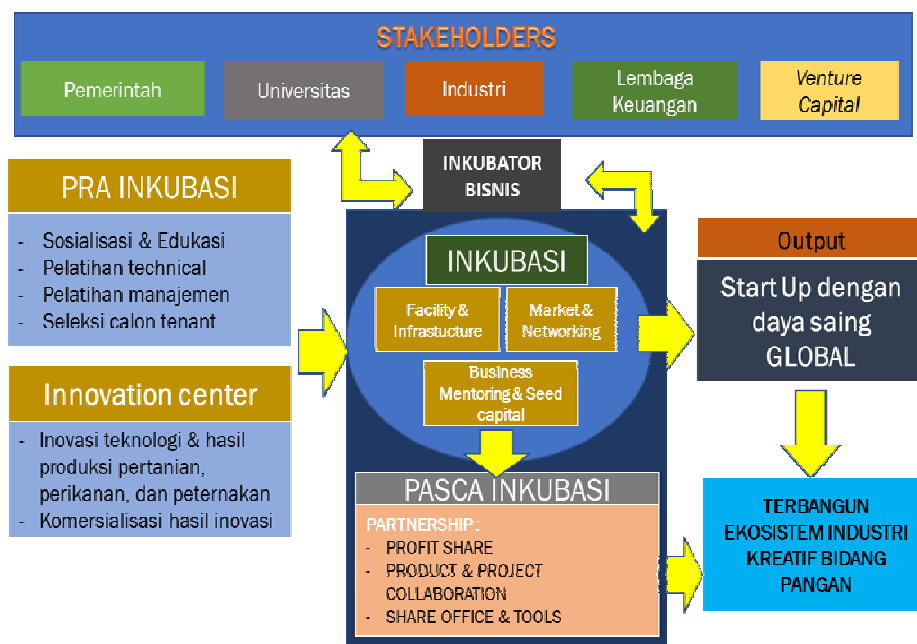 STAKEHOLDERS
Pemerintah
Universitas
Industri
Lembaga
Keuangan
Venture
Capital
INKUBATOR
BISNIS
PRA INKUBASI
- Sosialisasi & Edukasi
- Pelatihan technical
- Pelatihan manajemen
- Seleksi calon tenant
Innovation center
- Inovasi teknologi & hasil
produksi pertanian,
perikanan, dan peternakan
- Komersialisasi hasil inovasi
INKUBASI
Facility &
Infrastucture
Market &
Networking
Business
Mentoring & Seed
capital
PASCA INKUBASI
PARTNERSHIP :
- PROFIT SHARE
- PRODUCT & PROJECT
COLLABORATION
- SHARE OFFICE & TOOLS
Output
Start Up dengan
daya saing
GLOBAL
TERBANGUN
EKOSISTEM INDUSTRI
KREATIF BIDANG
PANGAN